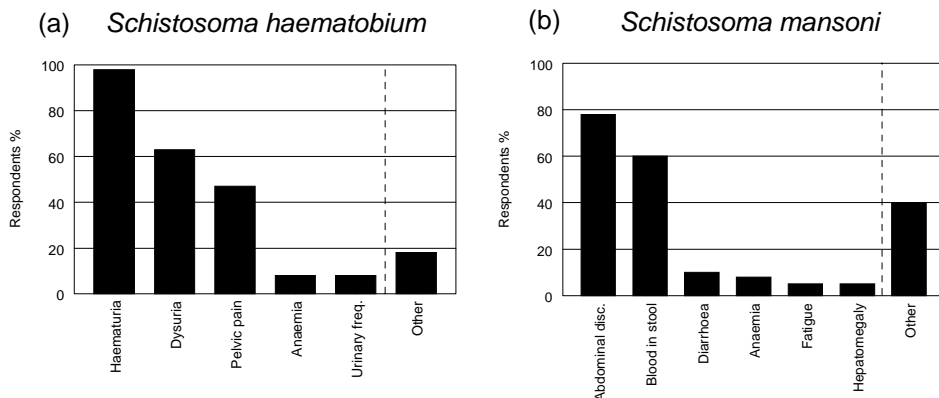 (a) Schistosoma haematobium
Respondents %
100
80
60
40
20
0
Haematuria
Dysuria
Pelvic pain
Anaemia
Urinary freq.
Other
(b) Schistosoma mansoni
Respondents %
100
80
60
40
20
0
Abdominal disc.
Blood in stool
Diarrhoea
Anaemia
Fatigue
Hepatomegaly
Other